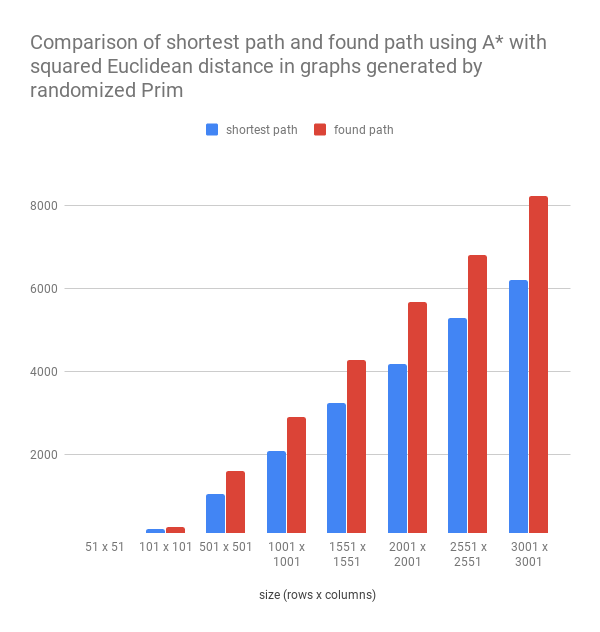 Comparison of shortest path and found path using A* with
squared Euclidean distance in graphs generated by
randomized Prim
shortest path found path
8000
6000
4000
2000
51 x 51 101 x 101 501 x 501 1001 x 1551 x 2001 x 2551 x 3001 x
1001 1551 2001 2551 3001
size (rows x columns)